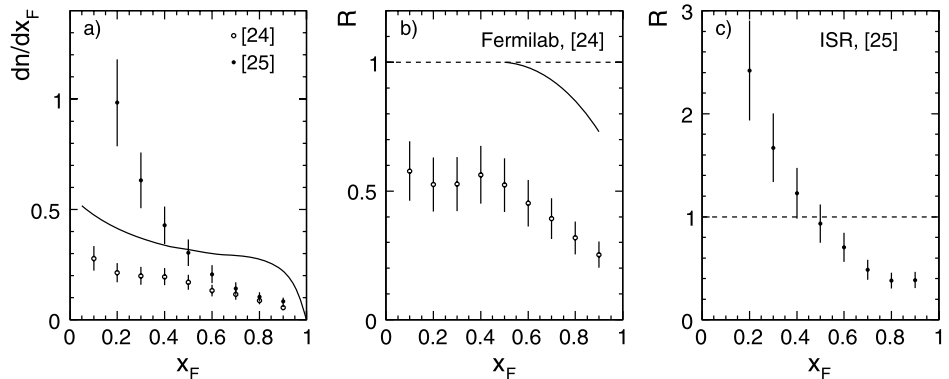 a)
[24]
[25]
dn/dx_F
1
0.5
0
0 0.2 0.4 0.6 0.8 1
x_F
b)
Fermilab, [24]
R
1
0.5
0
0 0.2 0.4 0.6 0.8 1
x_F
c)
ISR, [25]
R
3
2
1
0
0 0.2 0.4 0.6 0.8 1
x_F